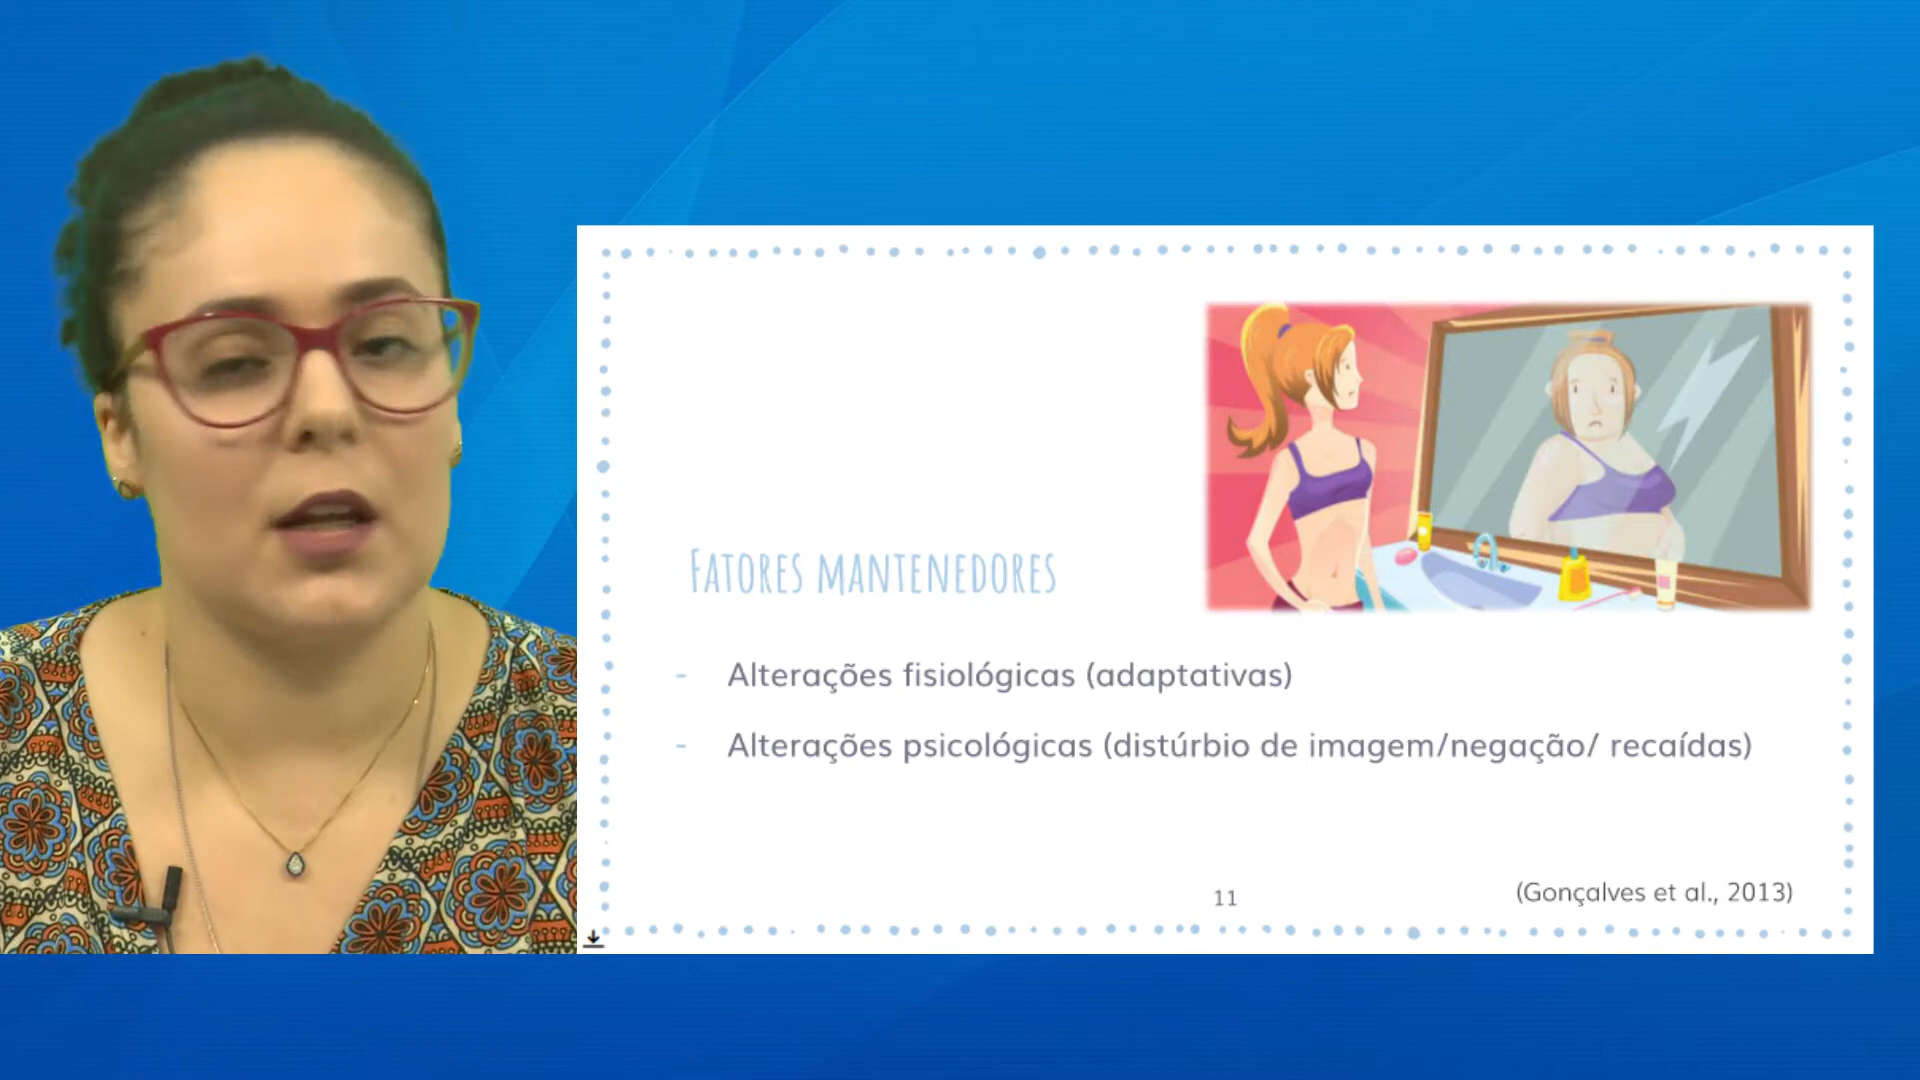 FATORES MANTENEDORES
- Alterações fisiológicas (adaptativas)
- Alterações psicológicas (distúrbio de imagem/negação/ recaídas)
11
(Gonçalves et al., 2013)